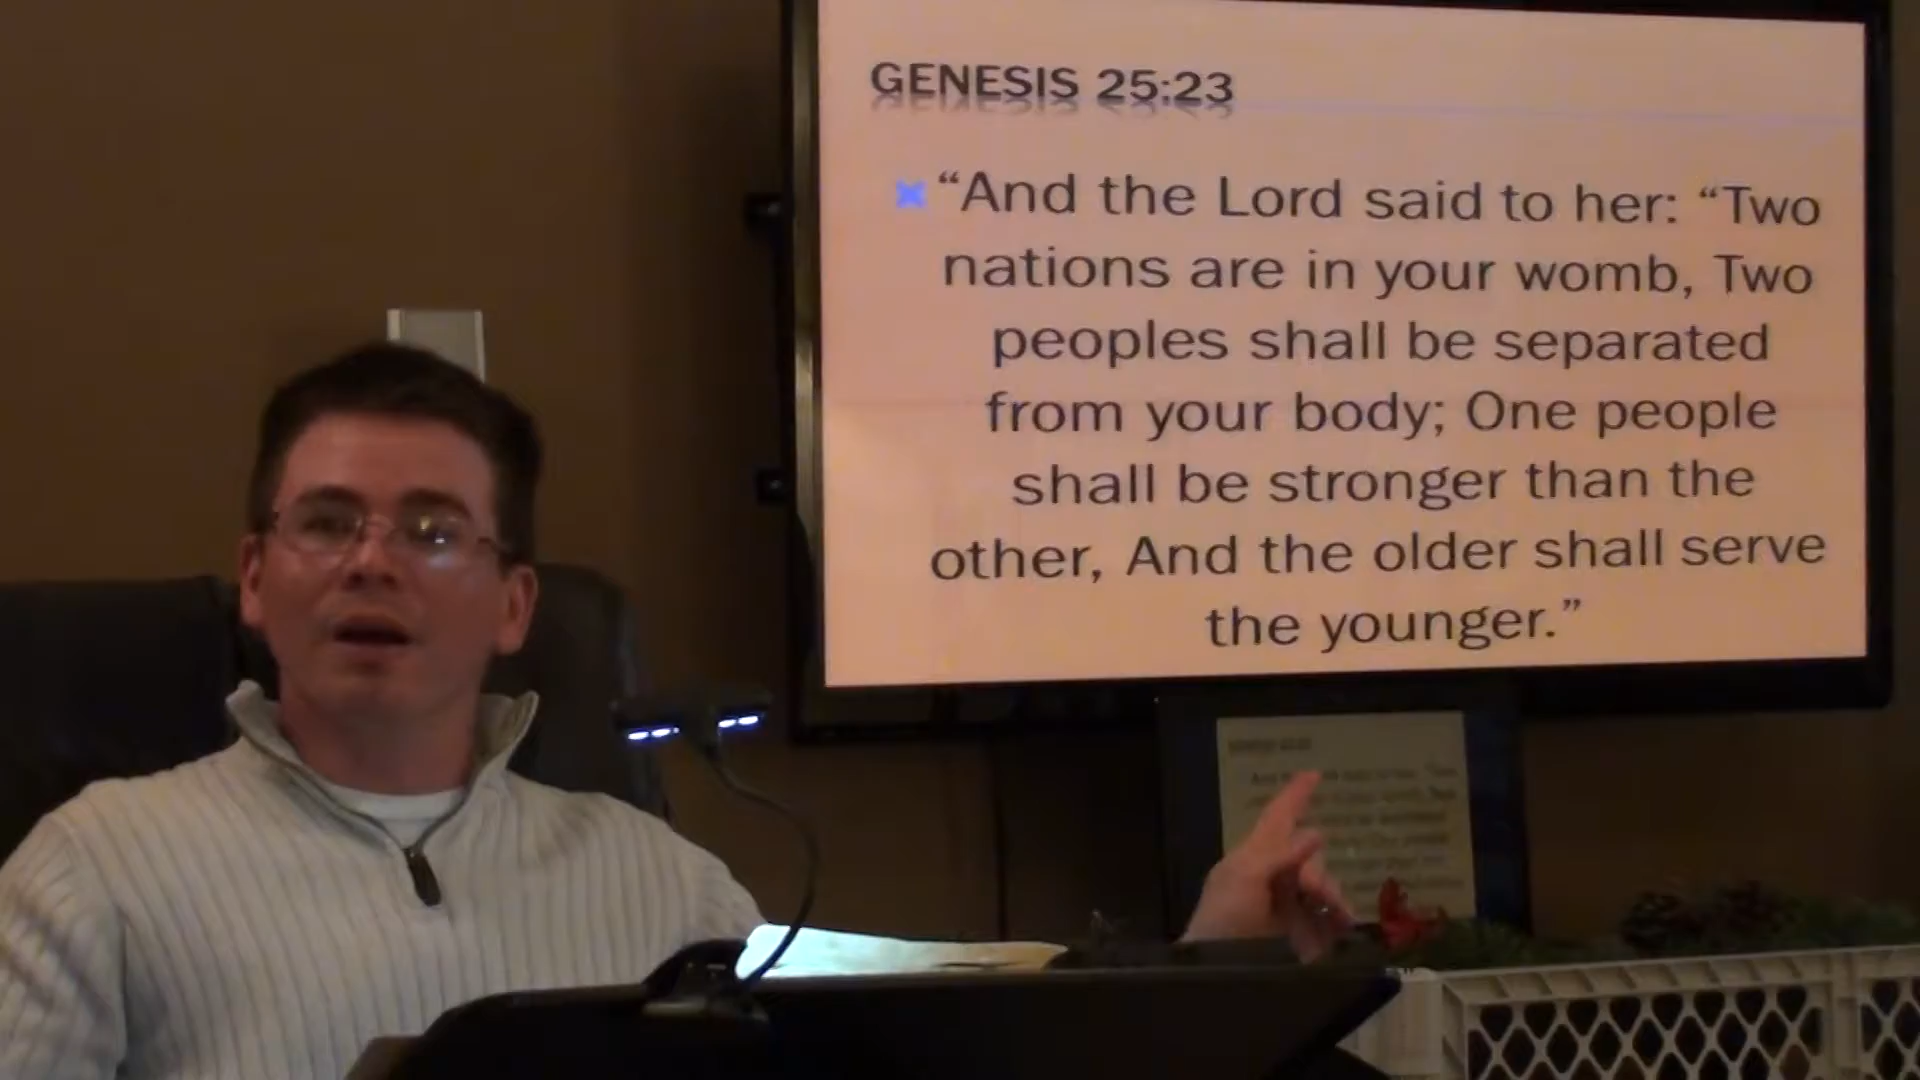 GENESIS 25:23
“And the Lord said to her: “Two
nations are in your womb, Two
peoples shall be separated
from your body; One people
shall be stronger than the
other, And the older shall serve
the younger.”